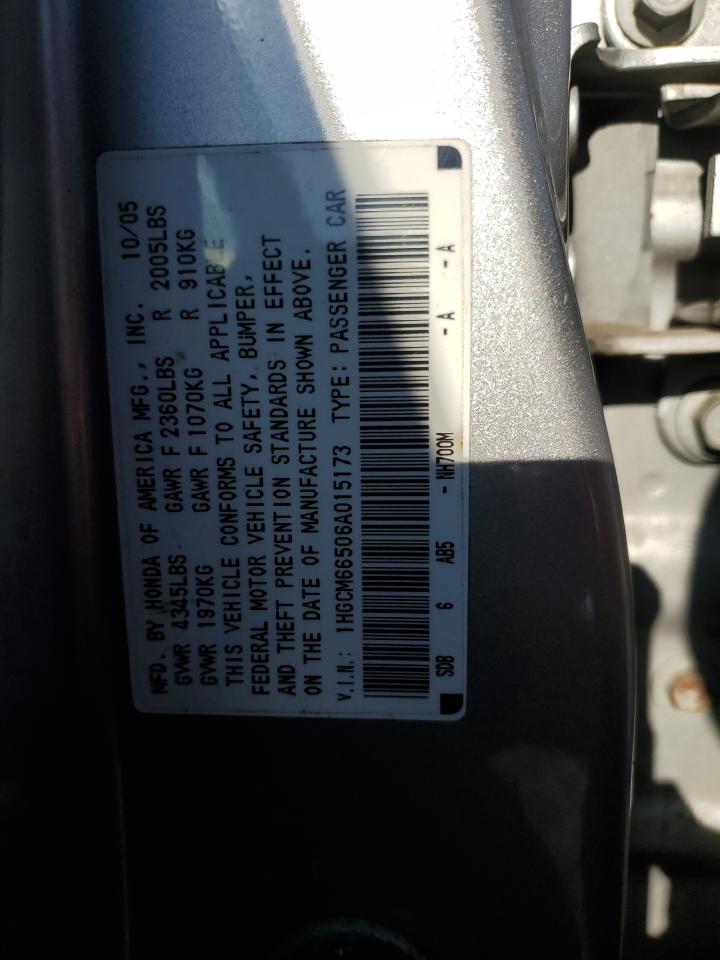 MFD. BY HONDA OF AMERICA MFG., INC. 10/05
GVWR 4345LBS GAWR F 2360LBS R 2005LBS
GVWR 1970KG GAWR F 1070KG R 910KG
THIS VEHICLE CONFORMS TO ALL APPLICABLE
FEDERAL MOTOR VEHICLE SAFETY, BUMPER,
AND THEFT PREVENTION STANDARDS IN EFFECT
ON THE DATE OF MANUFACTURE SHOWN ABOVE.
V.I.N.: 1HGCM66506A015173 TYPE: PASSENGER CAR
SDB 6 AB5 - NH700M -A -A